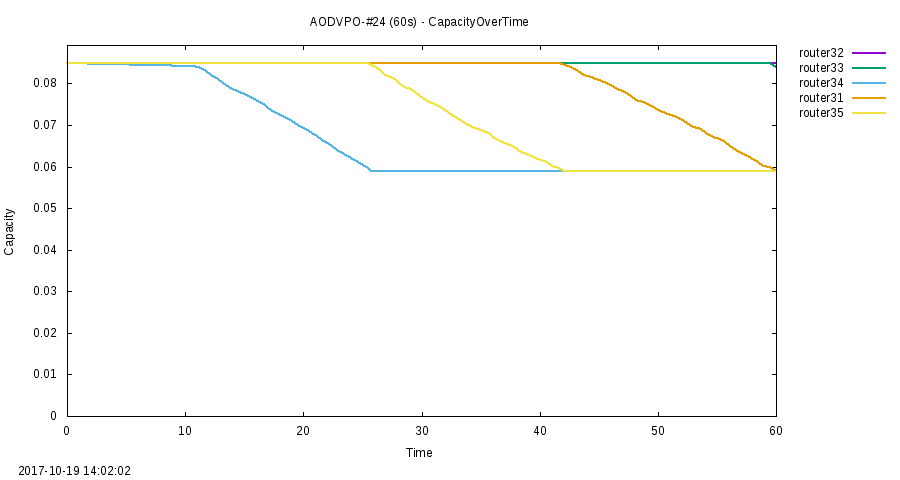 AODVPO-#24 (60s) - CapacityOverTime
router32
router33
router34
router31
router35
0.08
0.07
0.06
0.05
0.04
0.03
0.02
0.01
0
Capacity
0 10 20 30 40 50 60
Time
2017-10-19 14:02:02